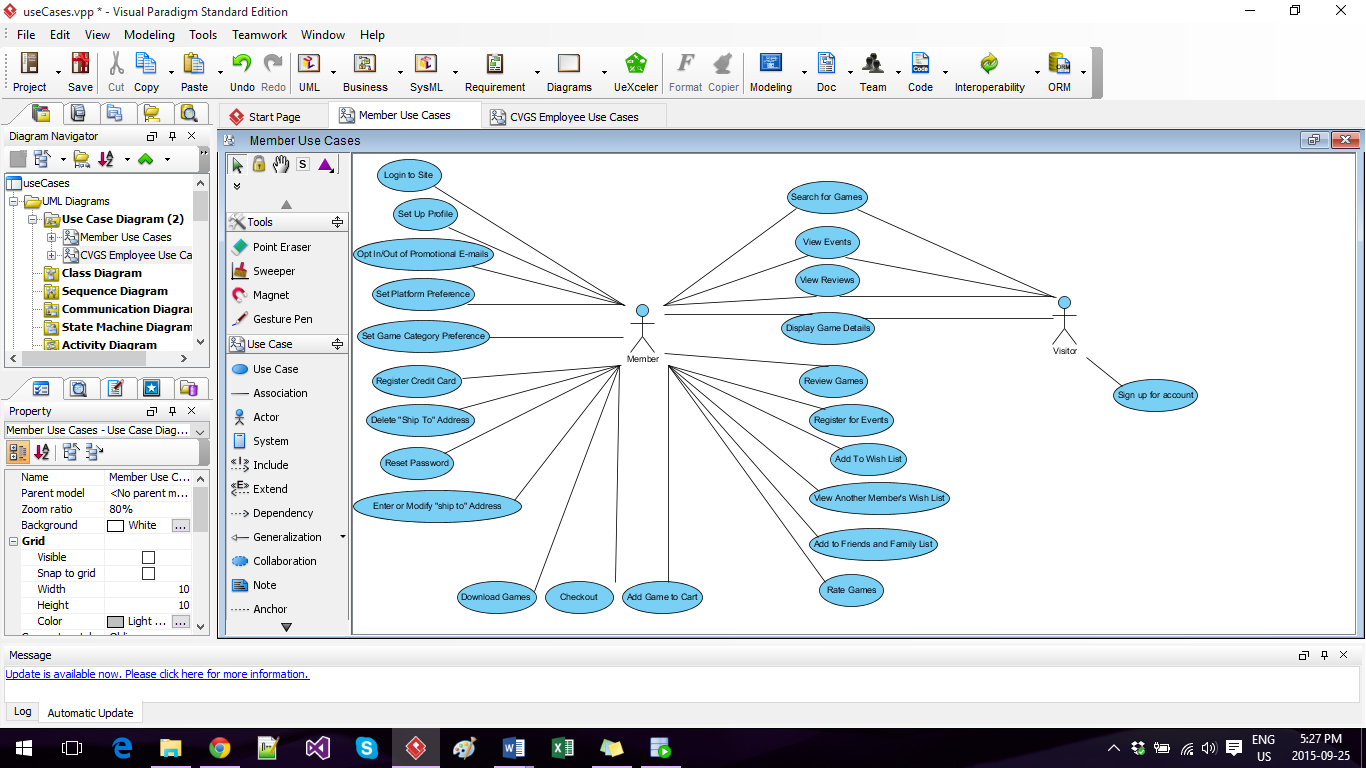 useCases.vpp * - Visual Paradigm Standard Edition
File Edit View Modeling Tools Teamwork Window Help
Project Save Cut Copy Paste Undo Redo UML Business SysML Requirement Diagrams UeXceler Format Copier Modeling Doc Team Code Interoperability ORM
Start Page Member Use Cases CVGS Employee Use Cases
Diagram Navigator
Member Use Cases
useCases
UML Diagrams
Use Case Diagram (2)
Member Use Cases
CVGS Employee Use Ca
Class Diagram
Sequence Diagram
Communication Diagram
State Machine Diagram
Activity Diagram
Property
Member Use Cases - Use Case Diag...
Name Member Use C...
Parent model <No parent m...
Zoom ratio 80%
Background White ...
Grid
Visible
Snap to grid
Width 10
Height 10
Color Light ... ...
S
Tools
Point Eraser
Sweeper
Magnet
Gesture Pen
Use Case
Use Case
Association
Actor
System
Include
Extend
Dependency
Generalization
Collaboration
Note
Anchor
Login to Site
Set Up Profile
Opt In/Out of Promotional E-mails
Set Platform Preference
Set Game Category Preference
Register Credit Card
Delete "Ship To" Address
Reset Password
Enter or Modify "ship to" Address
Download Games
Checkout
Add Game to Cart
Member
Search for Games
View Events
View Reviews
Display Game Details
Review Games
Register for Events
Add To Wish List
View Another Member's Wish List
Add to Friends and Family List
Rate Games
Visitor
Sign up for account
Message
Update is available now. Please click here for more information.
Log Automatic Update
ENG
US
5:27 PM
2015-09-25